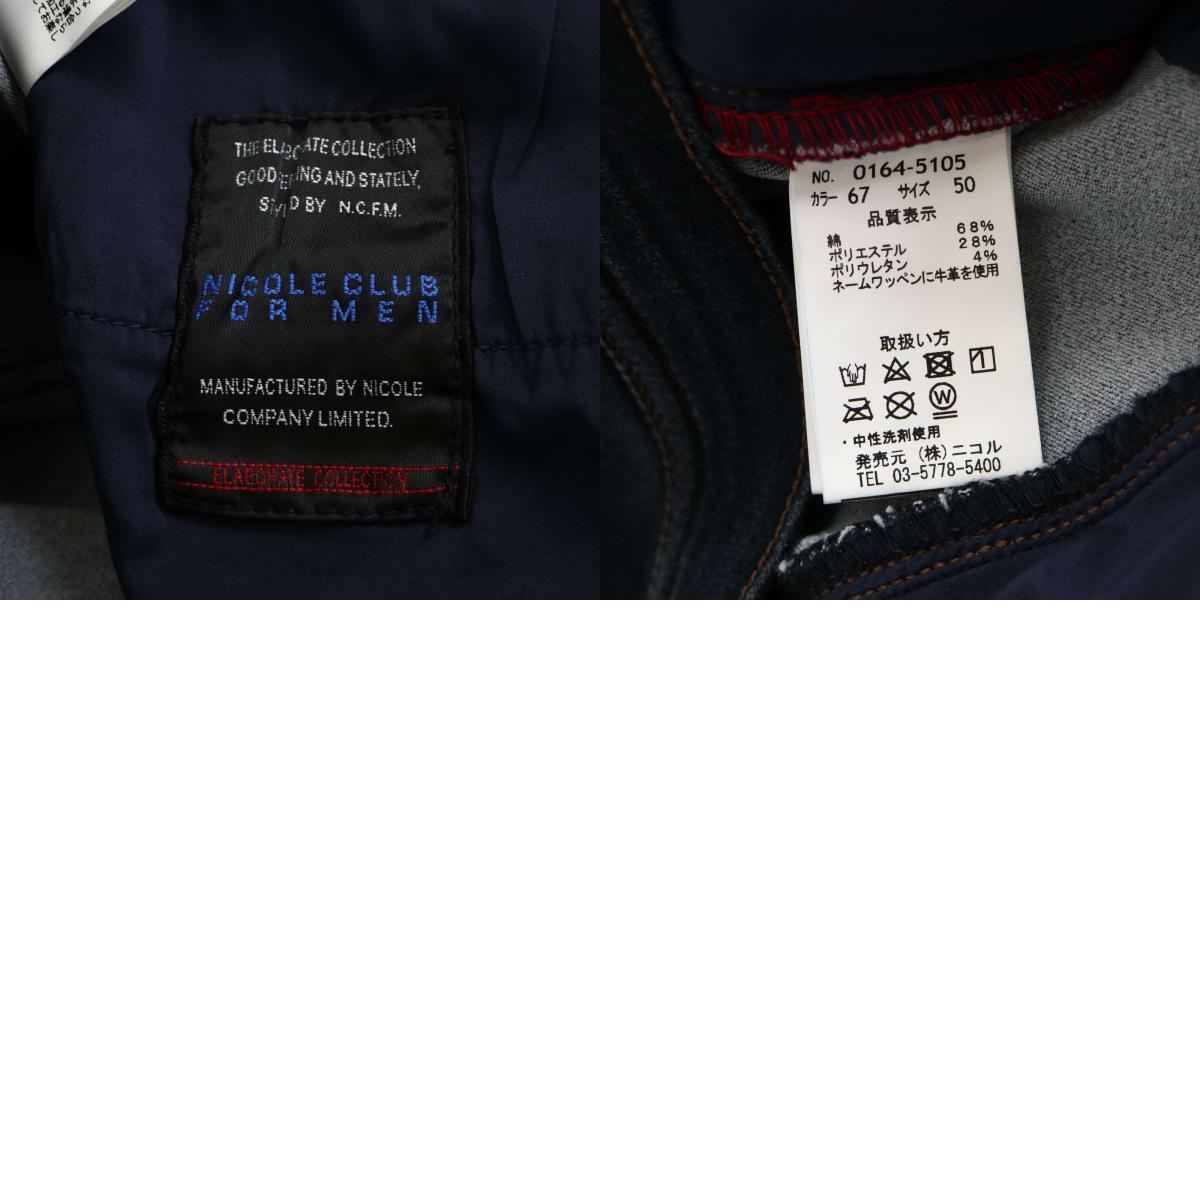 THE ELABORATE COLLECTION
GOOD FEELING AND STATELY,
STYLED BY N.C.F.M.
NICOLE CLUB
FOR MEN
MANUFACTURED BY NICOLE
COMPANY LIMITED.
ELABORATE COLLECTION
NO. 0164-5105
カラー 67 サイズ 50
品質表示
綿 68%
ポリエステル 28%
ポリウレタン 4%
ネームワッペンに牛革を使用
取扱い方
W
・中性洗剤使用
発売元 (株)ニコル
TEL 03-5778-5400